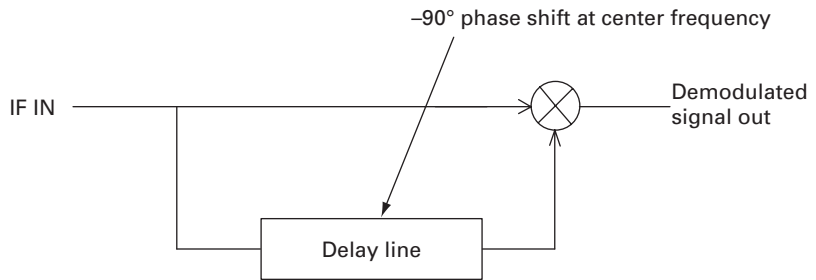 –90° phase shift at center frequency
IF IN
Demodulated
signal out
Delay line